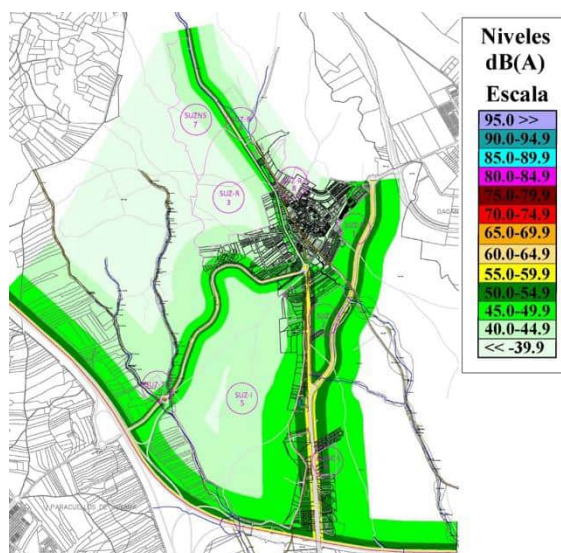 Niveles
dB(A)
Escala
95.0 >>
90.0-94.9
85.0-89.9
80.0-84.9
75.0-79.9
70.0-74.9
65.0-69.9
60.0-64.9
55.0-59.9
50.0-54.9
45.0-49.9
40.0-44.9
<< -39.9
SUZNS
7
SUZ-R
3
SUZ-I
5
PARACUELLOS DE